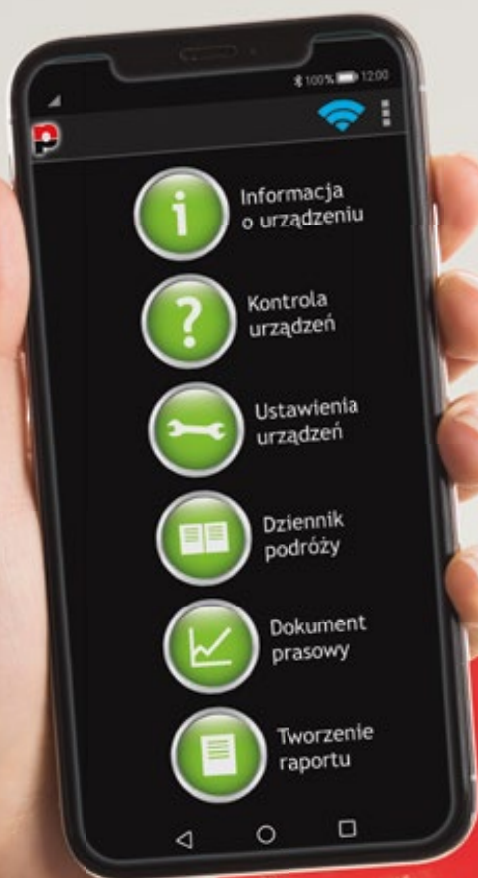 100% 12:00
Informacja
o urządzeniu
Kontrola
urządzeń
Ustawienia
urządzeń
Dziennik
podróży
Dokument
prasowy
Tworzenie
raportu